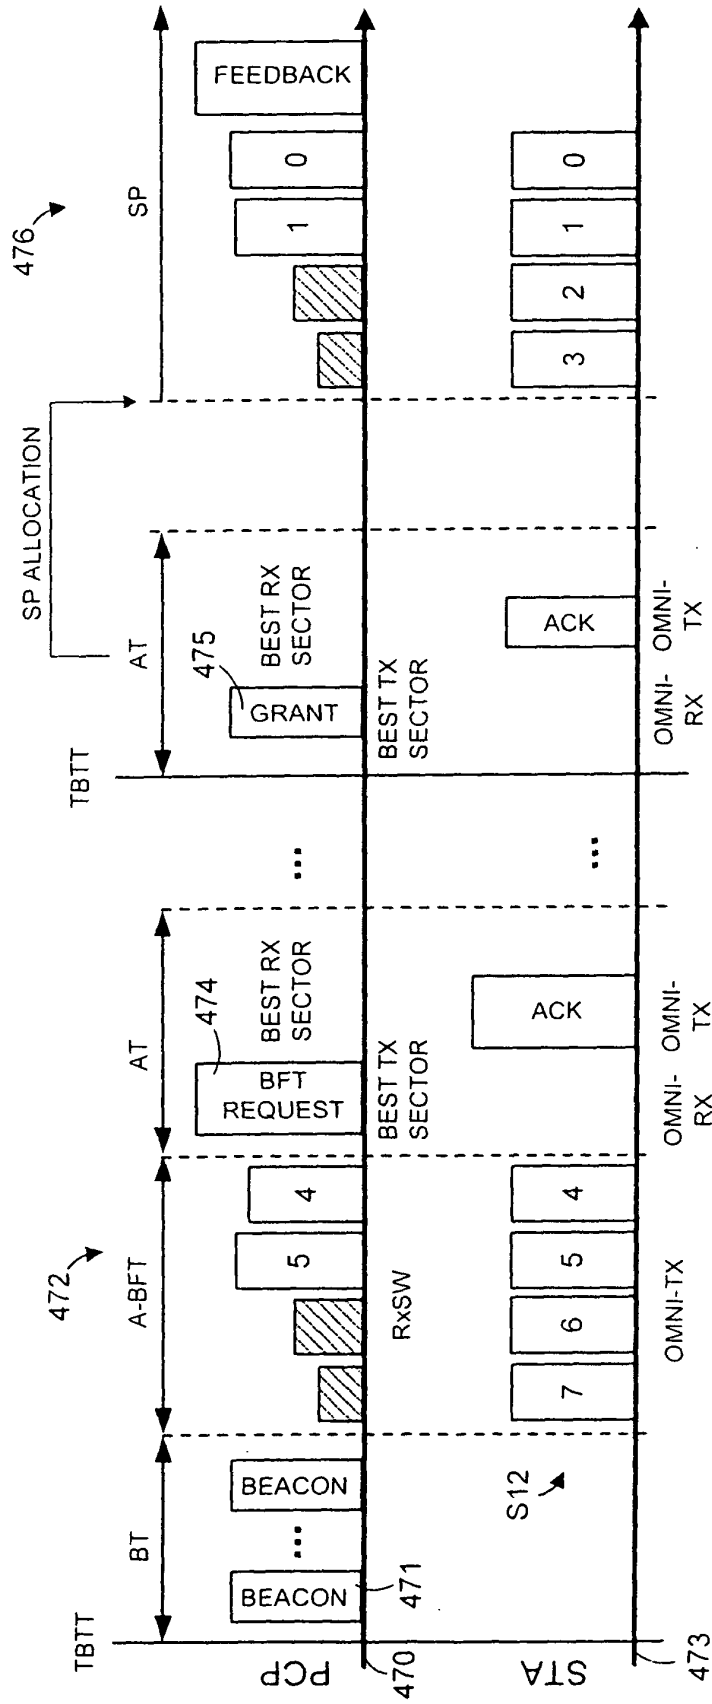 476
SP ALLOCATION
472
TBTT
BT
A-BFT
AT
TBTT
AT
SP
PCP
BEACON
...
BEACON
5
4
BFT
REQUEST
474
BEST RX
SECTOR
...
GRANT
475
BEST RX
SECTOR
1
0
FEEDBACK
470
471
RxSW
BEST TX
SECTOR
BEST TX
SECTOR
STA
S12
7
6
5
4
ACK
...
ACK
3
2
1
0
473
OMNI-TX
OMNI-
RX
OMNI-
TX
OMNI-
RX
OMNI-
TX